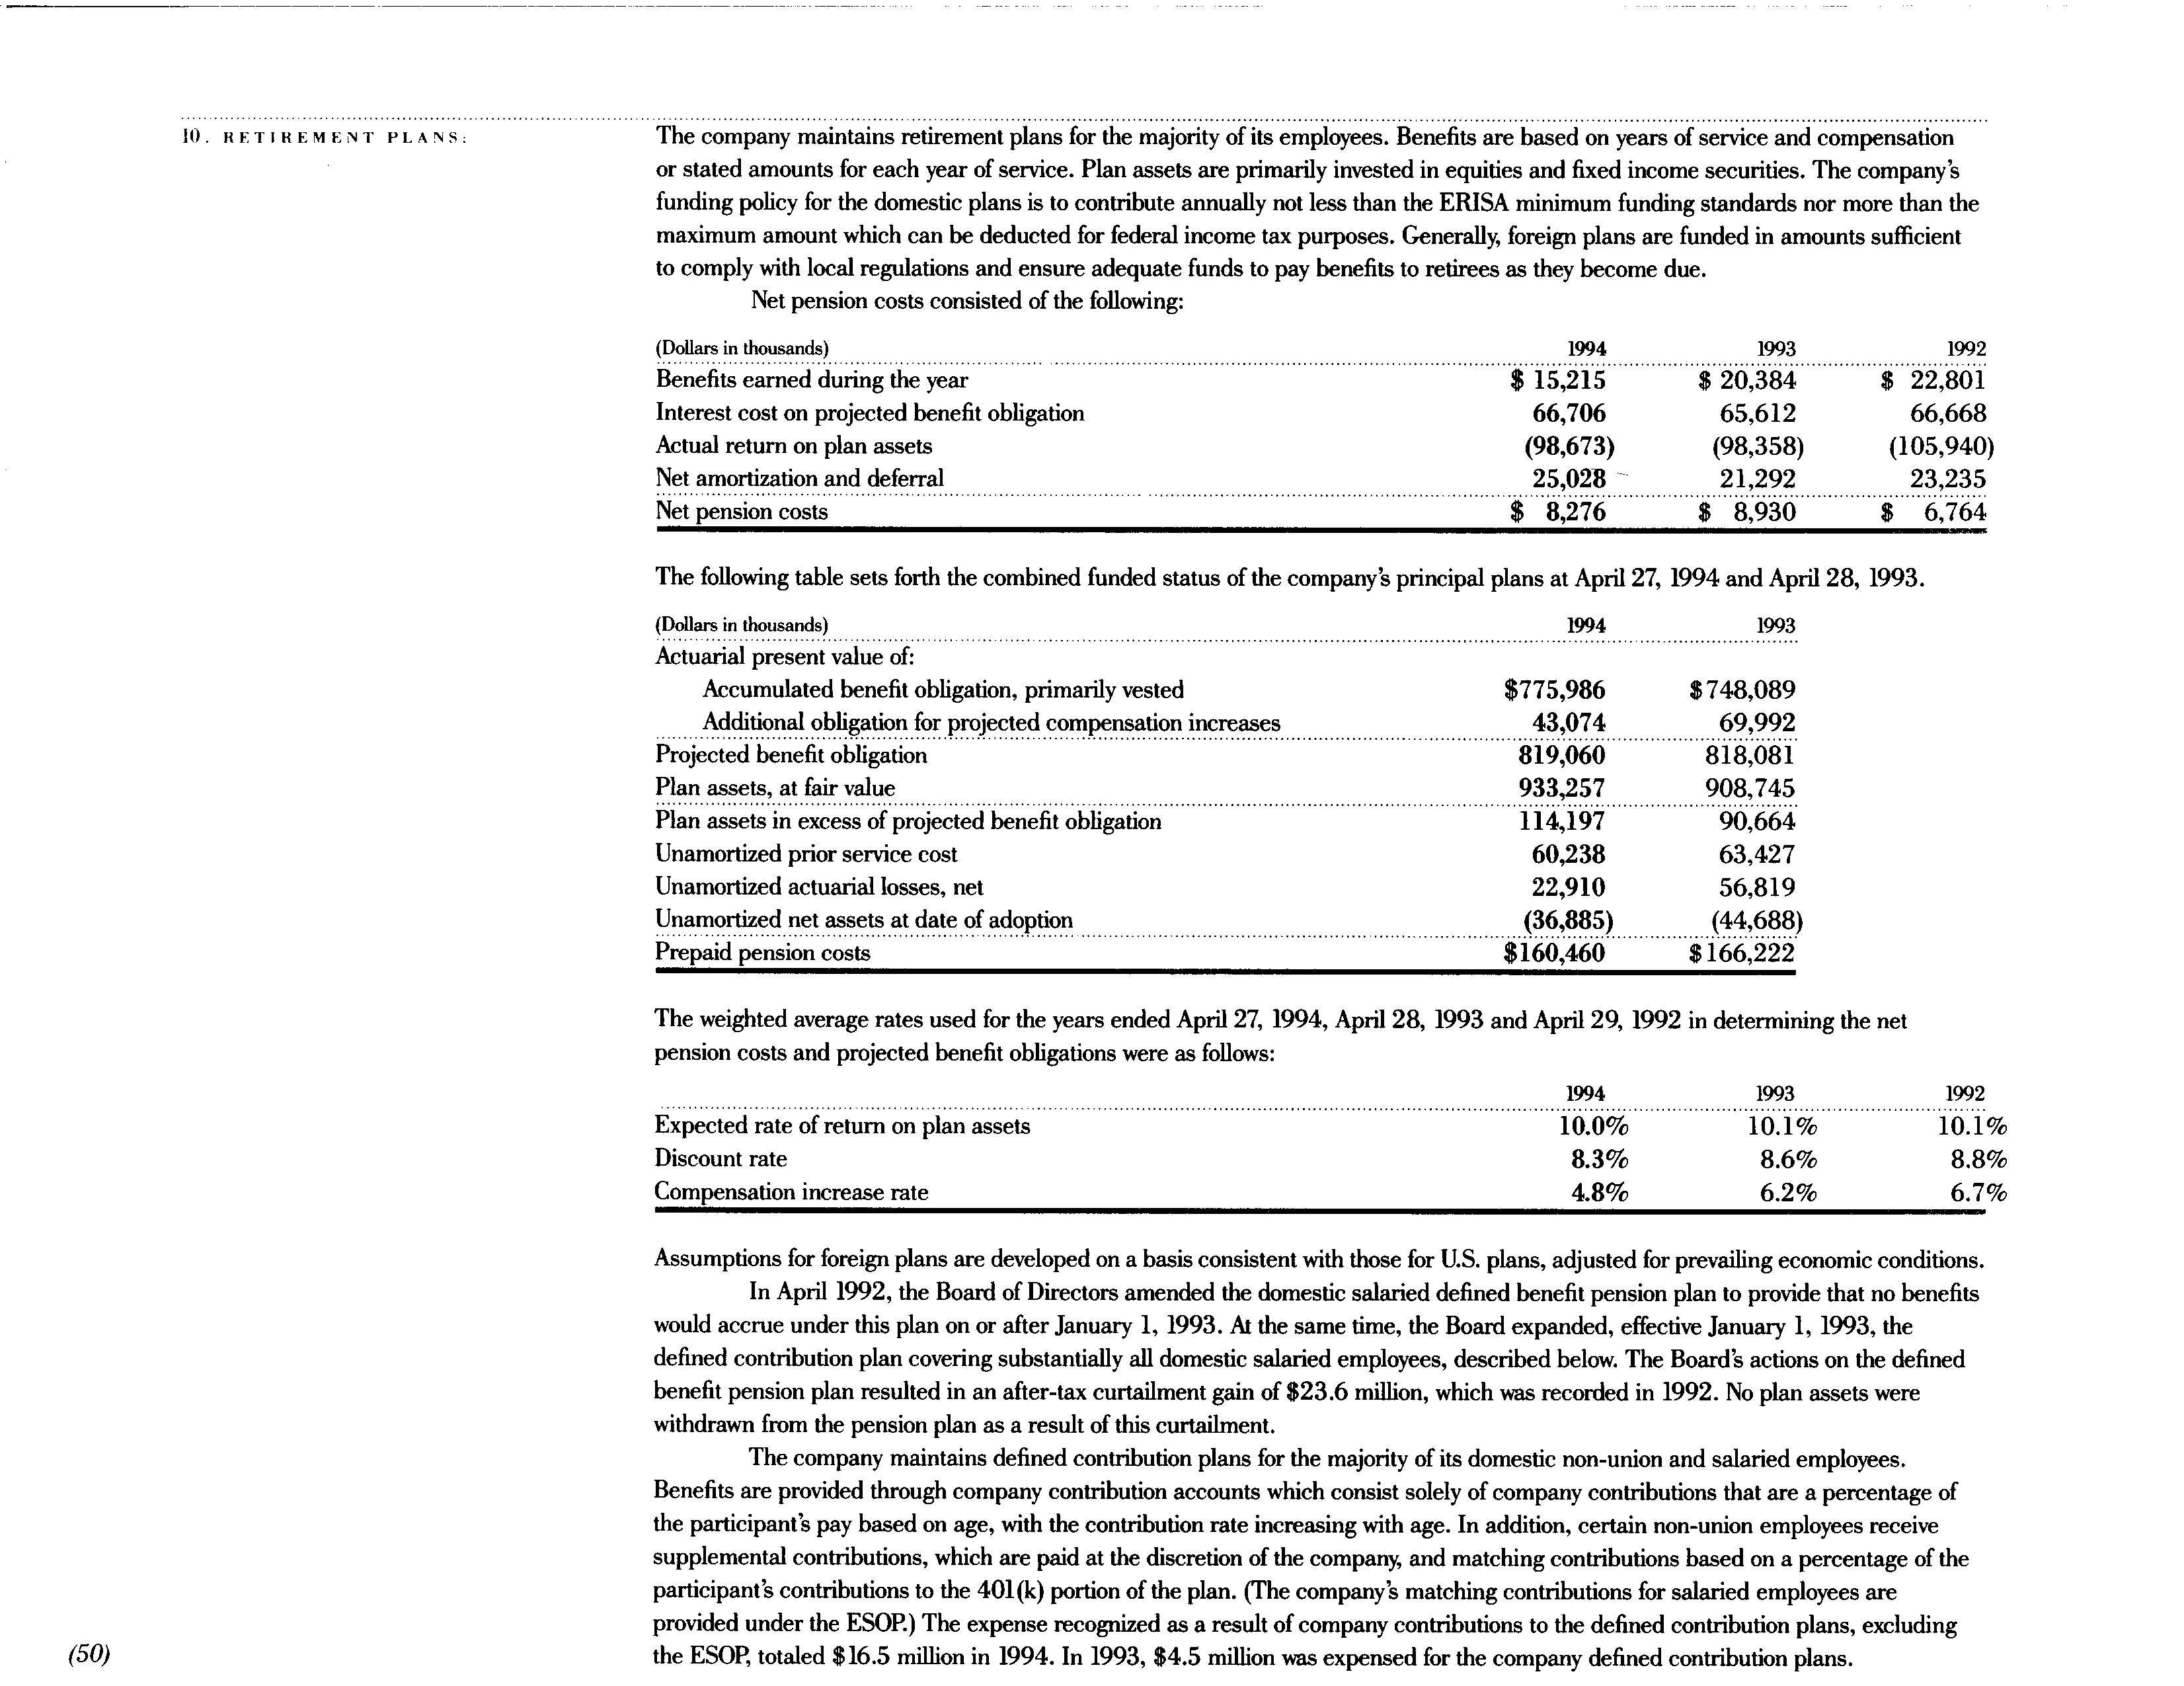 10. RETIREMENT PLANS:
The company maintains retirement plans for the majority of its employees. Benefits are based on years of service and compensation
or stated amounts for each year of service. Plan assets are primarily invested in equities and fixed income securities. The company's
funding policy for the domestic plans is to contribute annually not less than the ERISA minimum funding standards nor more than the
maximum amount which can be deducted for federal income tax purposes. Generally, foreign plans are funded in amounts sufficient
to comply with local regulations and ensure adequate funds to pay benefits to retirees as they become due.
Net pension costs consisted of the following:
(Dollars in thousands) 1994 1993 1992
Benefits earned during the year $ 15,215 $ 20,384 $ 22,801
Interest cost on projected benefit obligation 66,706 65,612 66,668
Actual return on plan assets (98,673) (98,358) (105,940)
Net amortization and deferral 25,028 21,292 23,235
Net pension costs $ 8,276 $ 8,930 $ 6,764
The following table sets forth the combined funded status of the company's principal plans at April 27, 1994 and April 28, 1993.
(Dollars in thousands) 1994 1993
Actuarial present value of:
Accumulated benefit obligation, primarily vested $775,986 $748,089
Additional obligation for projected compensation increases 43,074 69,992
Projected benefit obligation 819,060 818,081
Plan assets, at fair value 933,257 908,745
Plan assets in excess of projected benefit obligation 114,197 90,664
Unamortized prior service cost 60,238 63,427
Unamortized actuarial losses, net 22,910 56,819
Unamortized net assets at date of adoption (36,885) (44,688)
Prepaid pension costs $160,460 $166,222
The weighted average rates used for the years ended April 27, 1994, April 28, 1993 and April 29, 1992 in determining the net
pension costs and projected benefit obligations were as follows:
1994 1993 1992
Expected rate of return on plan assets 10.0% 10.1% 10.1%
Discount rate 8.3% 8.6% 8.8%
Compensation increase rate 4.8% 6.2% 6.7%
Assumptions for foreign plans are developed on a basis consistent with those for U.S. plans, adjusted for prevailing economic conditions.
In April 1992, the Board of Directors amended the domestic salaried defined benefit pension plan to provide that no benefits
would accrue under this plan on or after January 1, 1993. At the same time, the Board expanded, effective January 1, 1993, the
defined contribution plan covering substantially all domestic salaried employees, described below. The Board's actions on the defined
benefit pension plan resulted in an after-tax curtailment gain of $23.6 million, which was recorded in 1992. No plan assets were
withdrawn from the pension plan as a result of this curtailment.
The company maintains defined contribution plans for the majority of its domestic non-union and salaried employees.
Benefits are provided through company contribution accounts which consist solely of company contributions that are a percentage of
the participant's pay based on age, with the contribution rate increasing with age. In addition, certain non-union employees receive
supplemental contributions, which are paid at the discretion of the company, and matching contributions based on a percentage of the
participant's contributions to the 401(k) portion of the plan. (The company's matching contributions for salaried employees are
provided under the ESOP.) The expense recognized as a result of company contributions to the defined contribution plans, excluding
the ESOP, totaled $16.5 million in 1994. In 1993, $4.5 million was expensed for the company defined contribution plans.
(50)